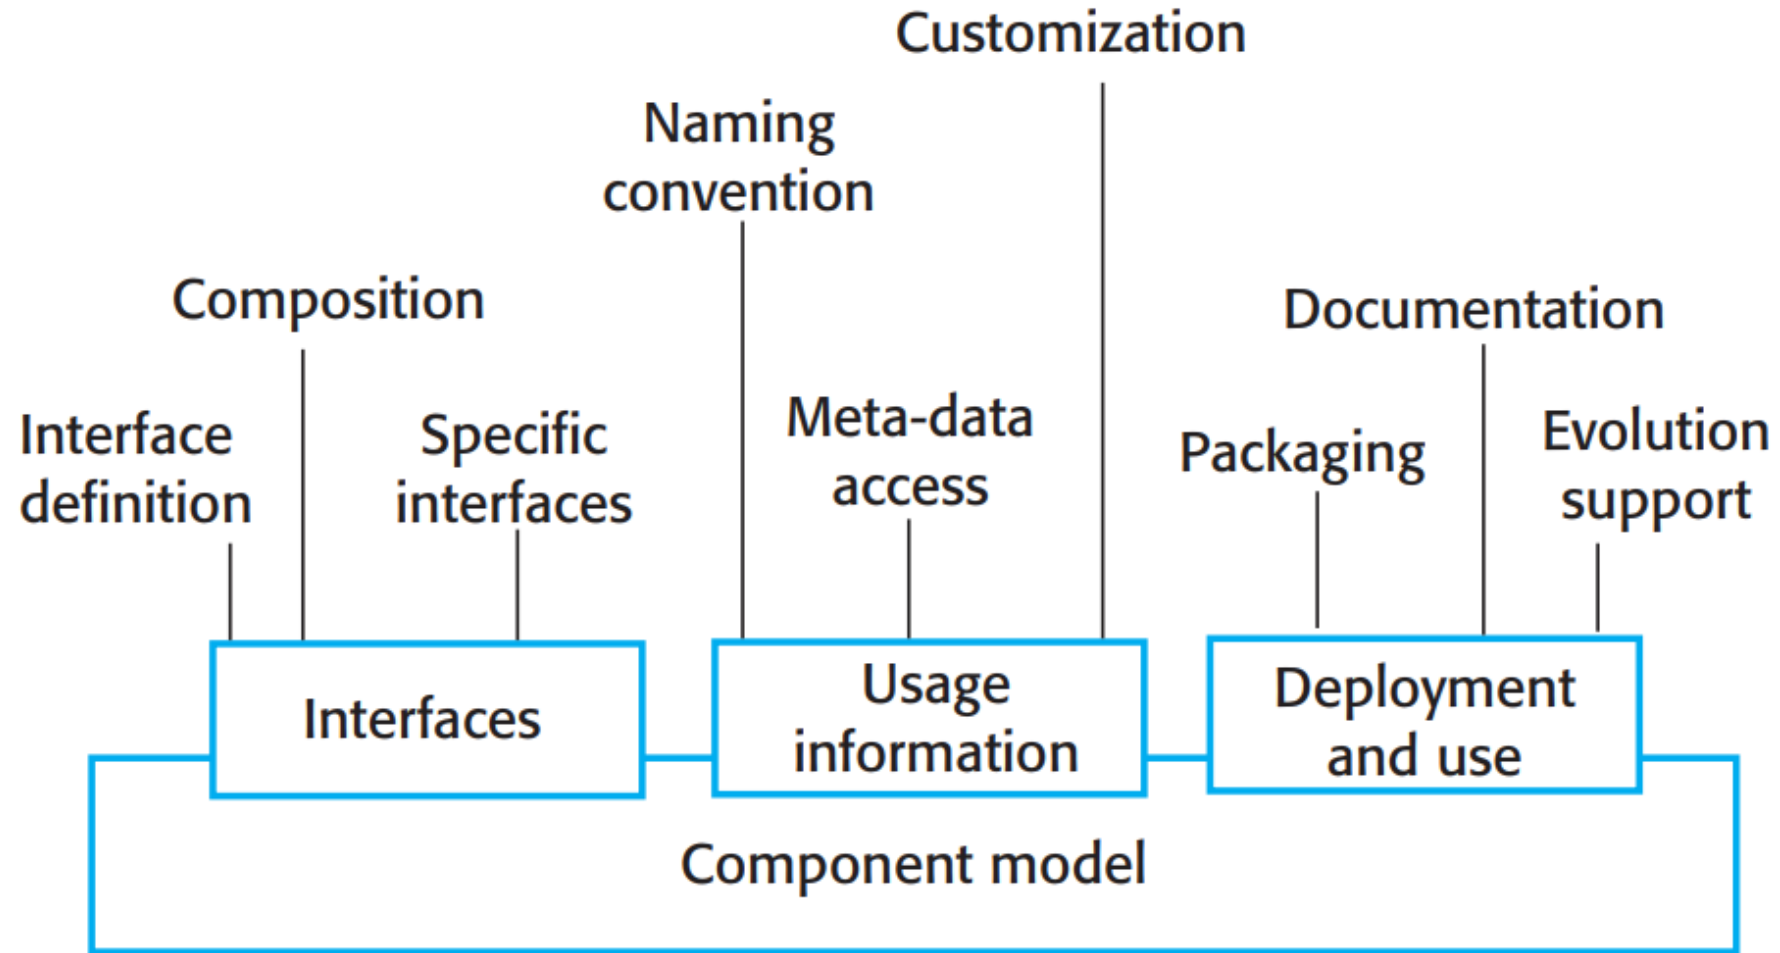 Customization
Naming
convention
Composition
Documentation
Interface
definition
Specific
interfaces
Meta-data
access
Packaging
Evolution
support
Interfaces
Usage
information
Deployment
and use
Component model